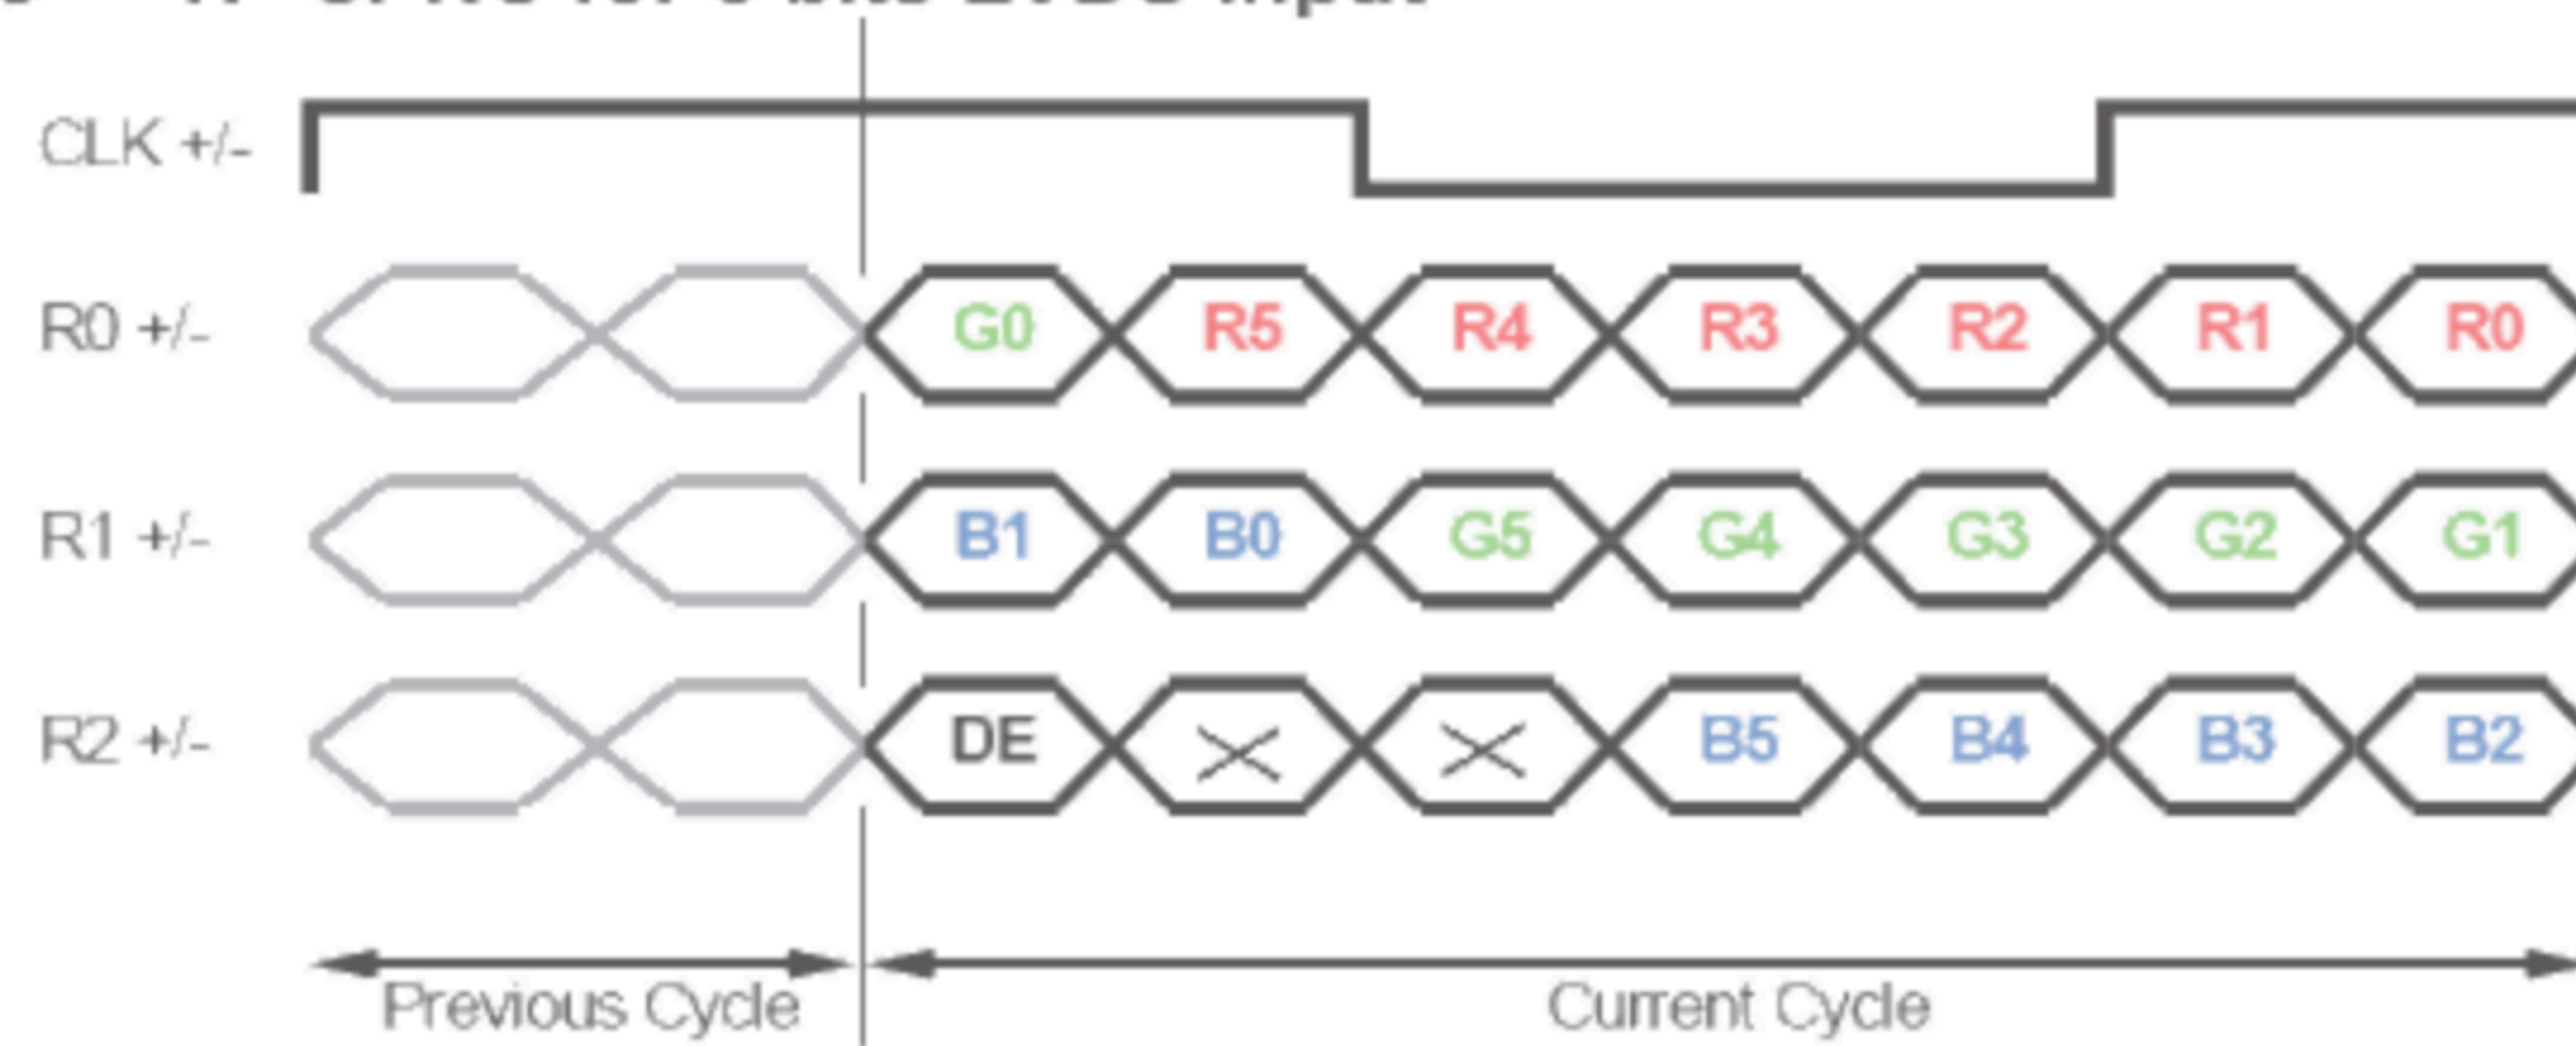 CLK +/-
R0 +/- G0 R5 R4 R3 R2 R1 R0
R1 +/- B1 B0 G5 G4 G3 G2 G1
R2 +/- DE B5 B4 B3 B2
Previous Cycle Current Cycle